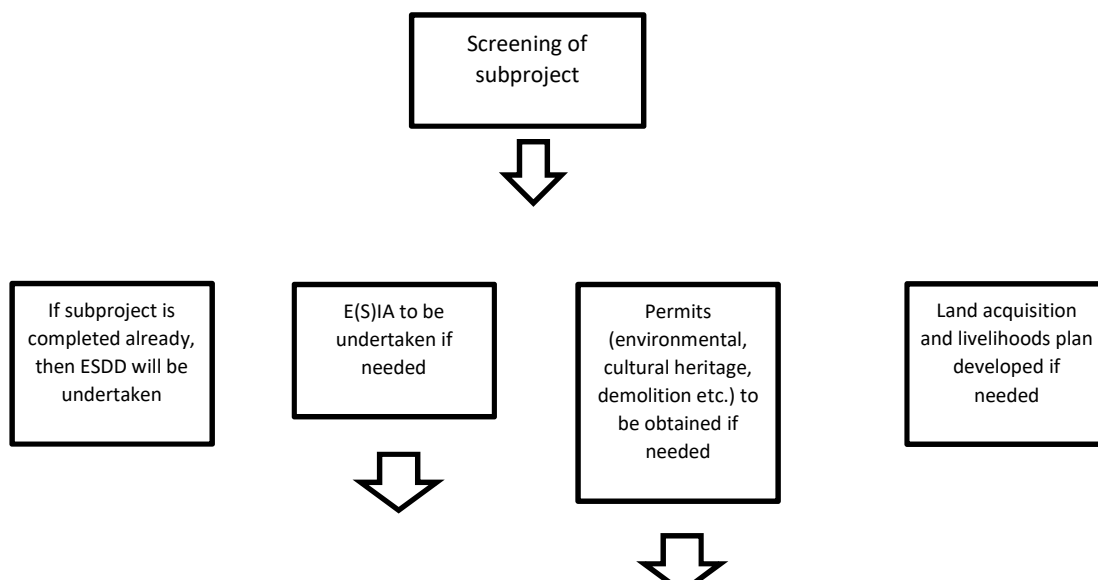 Screening of
subproject
If subproject is
completed already,
then ESDD will be
undertaken
E(S)IA to be
undertaken if
needed
Permits
(environmental,
cultural heritage,
demolition etc.) to
be obtained if
needed
Land acquisition
and livelihoods plan
developed if
needed